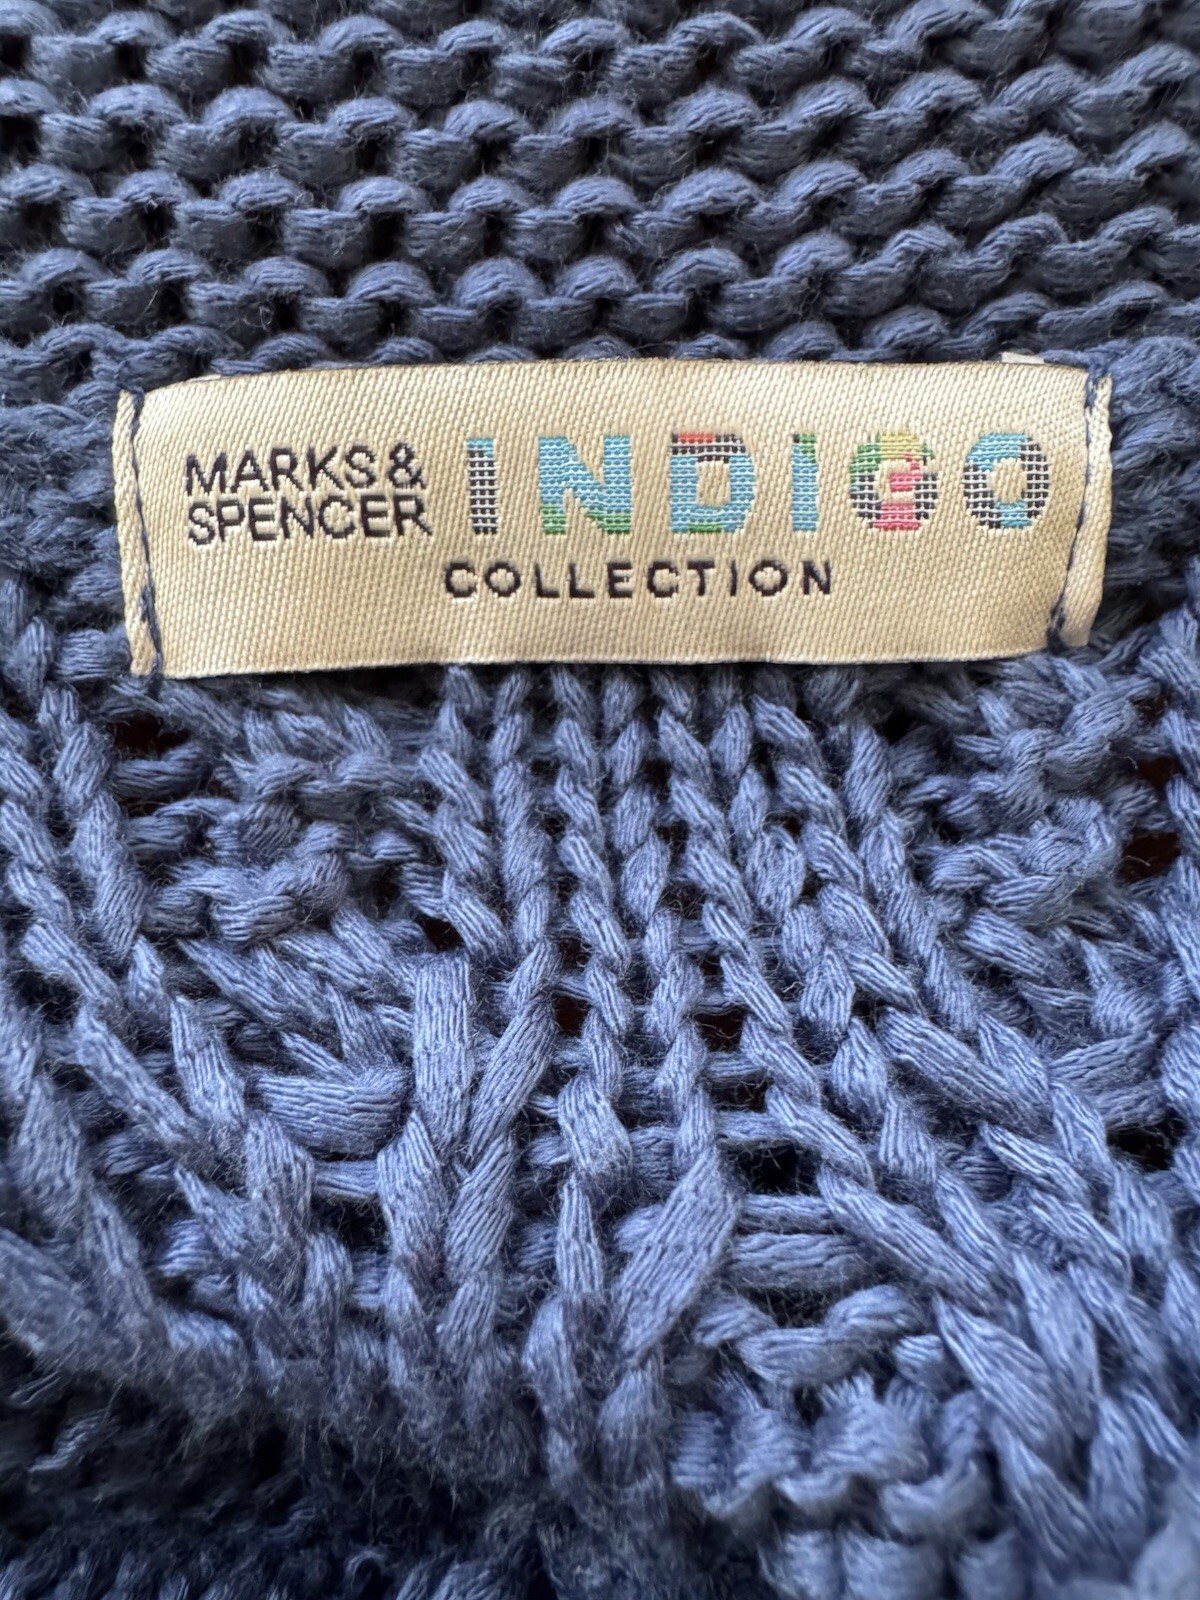 MARKS &
SPENCER
INDIGO
COLLECTION